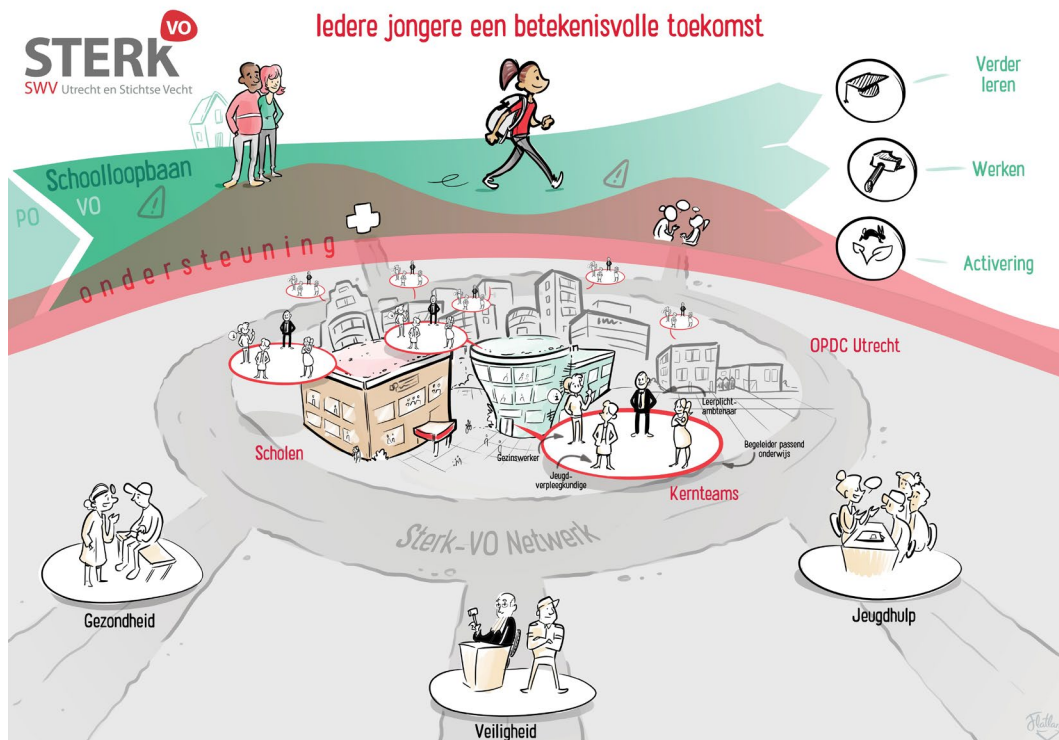 Iedere jongere een betekenisvolle toekomst
STERK VO
SWV Utrecht en Stichtse Vecht
Verder
leren
Schoolloopbaan
PO
VO
Werken
ondersteuning
Activering
OPDC Utrecht
Leerplicht-
ambtenaar
Scholen
Gezinswerker
Begeleider passend
onderwijs
Jeugd-
verpleegkundige
Kernteams
Sterk-VO Netwerk
Gezondheid
Jeugdhulp
Veiligheid